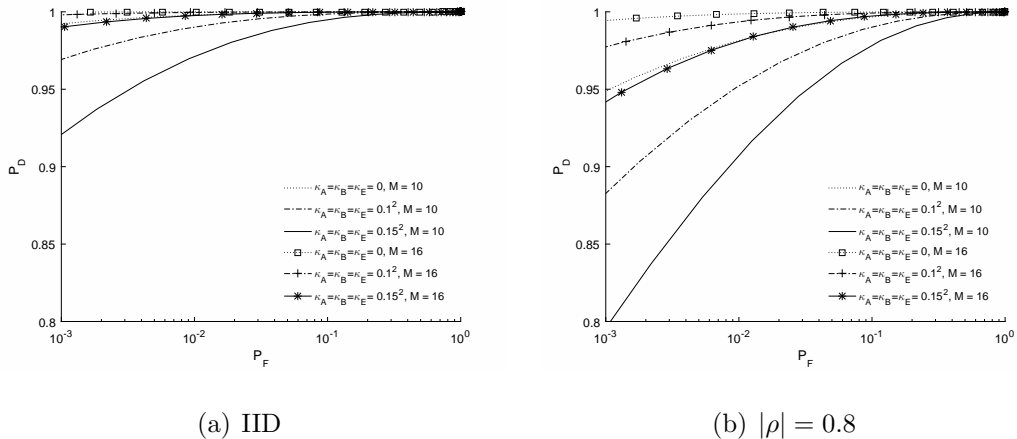 1
0.95
0.9
0.85
0.8
P_D
10^-3
10^-2
10^-1
10^0
P_F
κ_A=κ_B=κ_E= 0, M = 10
κ_A=κ_B=κ_E= 0.1^2, M = 10
κ_A=κ_B=κ_E= 0.15^2, M = 10
κ_A=κ_B=κ_E= 0, M = 16
κ_A=κ_B=κ_E= 0.1^2, M = 16
κ_A=κ_B=κ_E= 0.15^2, M = 16
(a) IID
1
0.95
0.9
0.85
0.8
P_D
10^-3
10^-2
10^-1
10^0
P_F
κ_A=κ_B=κ_E= 0, M = 10
κ_A=κ_B=κ_E= 0.1^2, M = 10
κ_A=κ_B=κ_E= 0.15^2, M = 10
κ_A=κ_B=κ_E= 0, M = 16
κ_A=κ_B=κ_E= 0.1^2, M = 16
κ_A=κ_B=κ_E= 0.15^2, M = 16
(b) |ρ| = 0.8